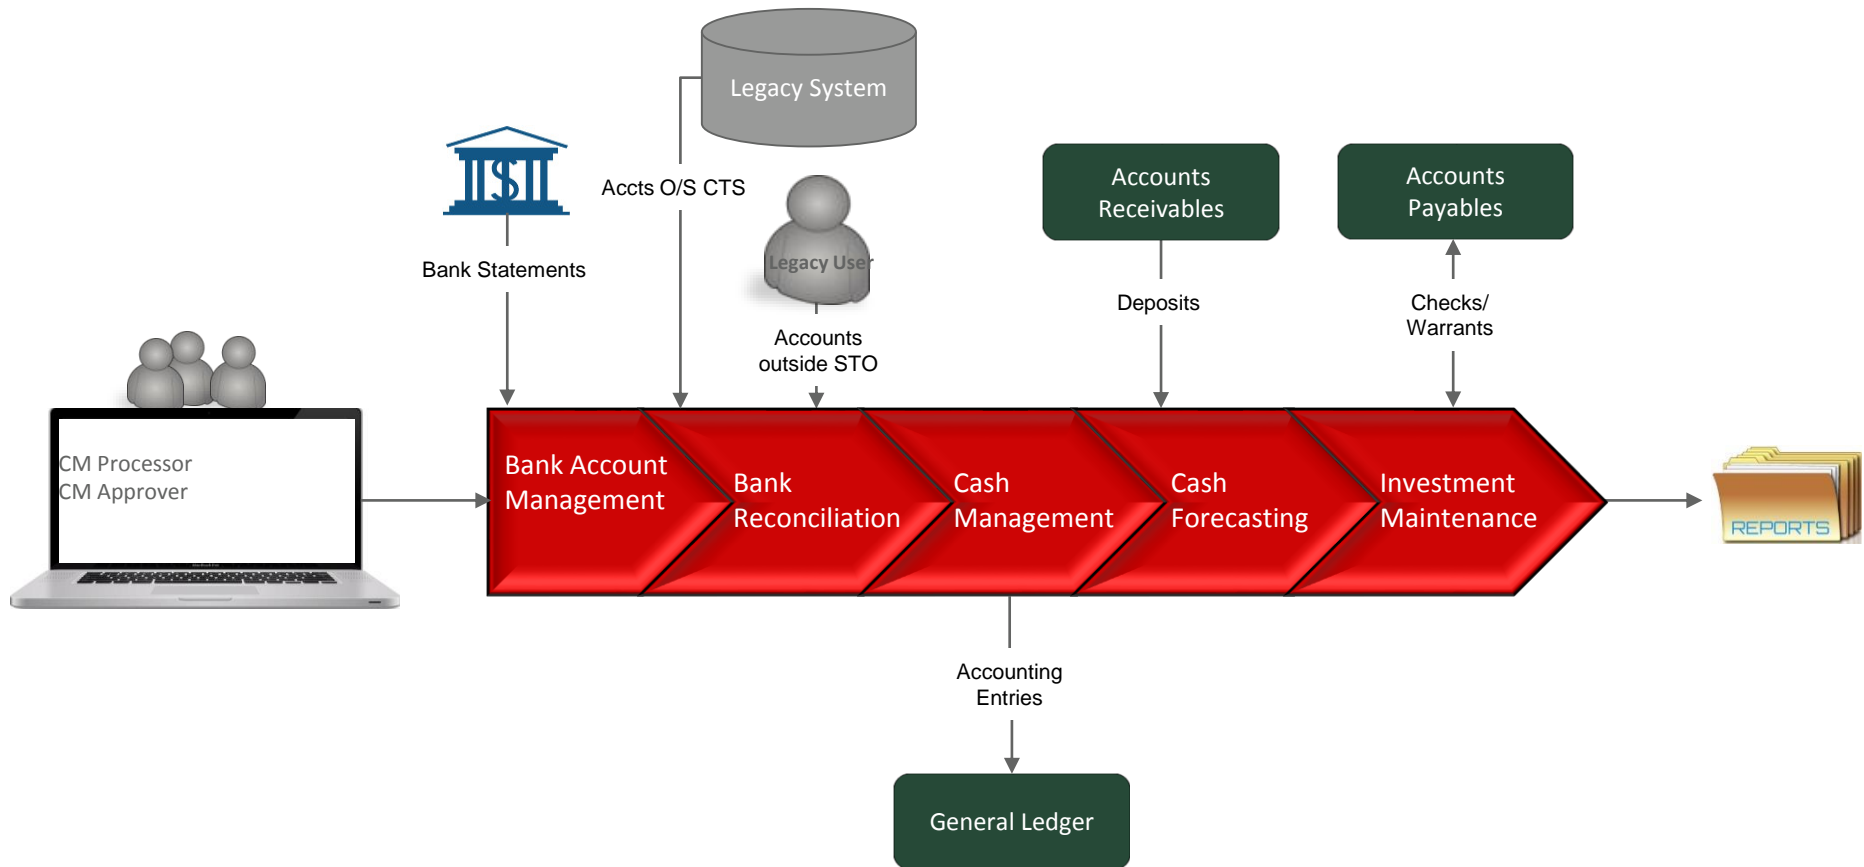 Legacy System
Accts O/S CTS
Accounts
Receivables
Accounts
Payables
Bank Statements
Legacy User
Deposits
Checks/
Warrants
Accounts
outside STO
CM Processor
CM Approver
Bank Account
Management
Bank
Reconciliation
Cash
Management
Cash
Forecasting
Investment
Maintenance
REPORTS
Accounting
Entries
General Ledger